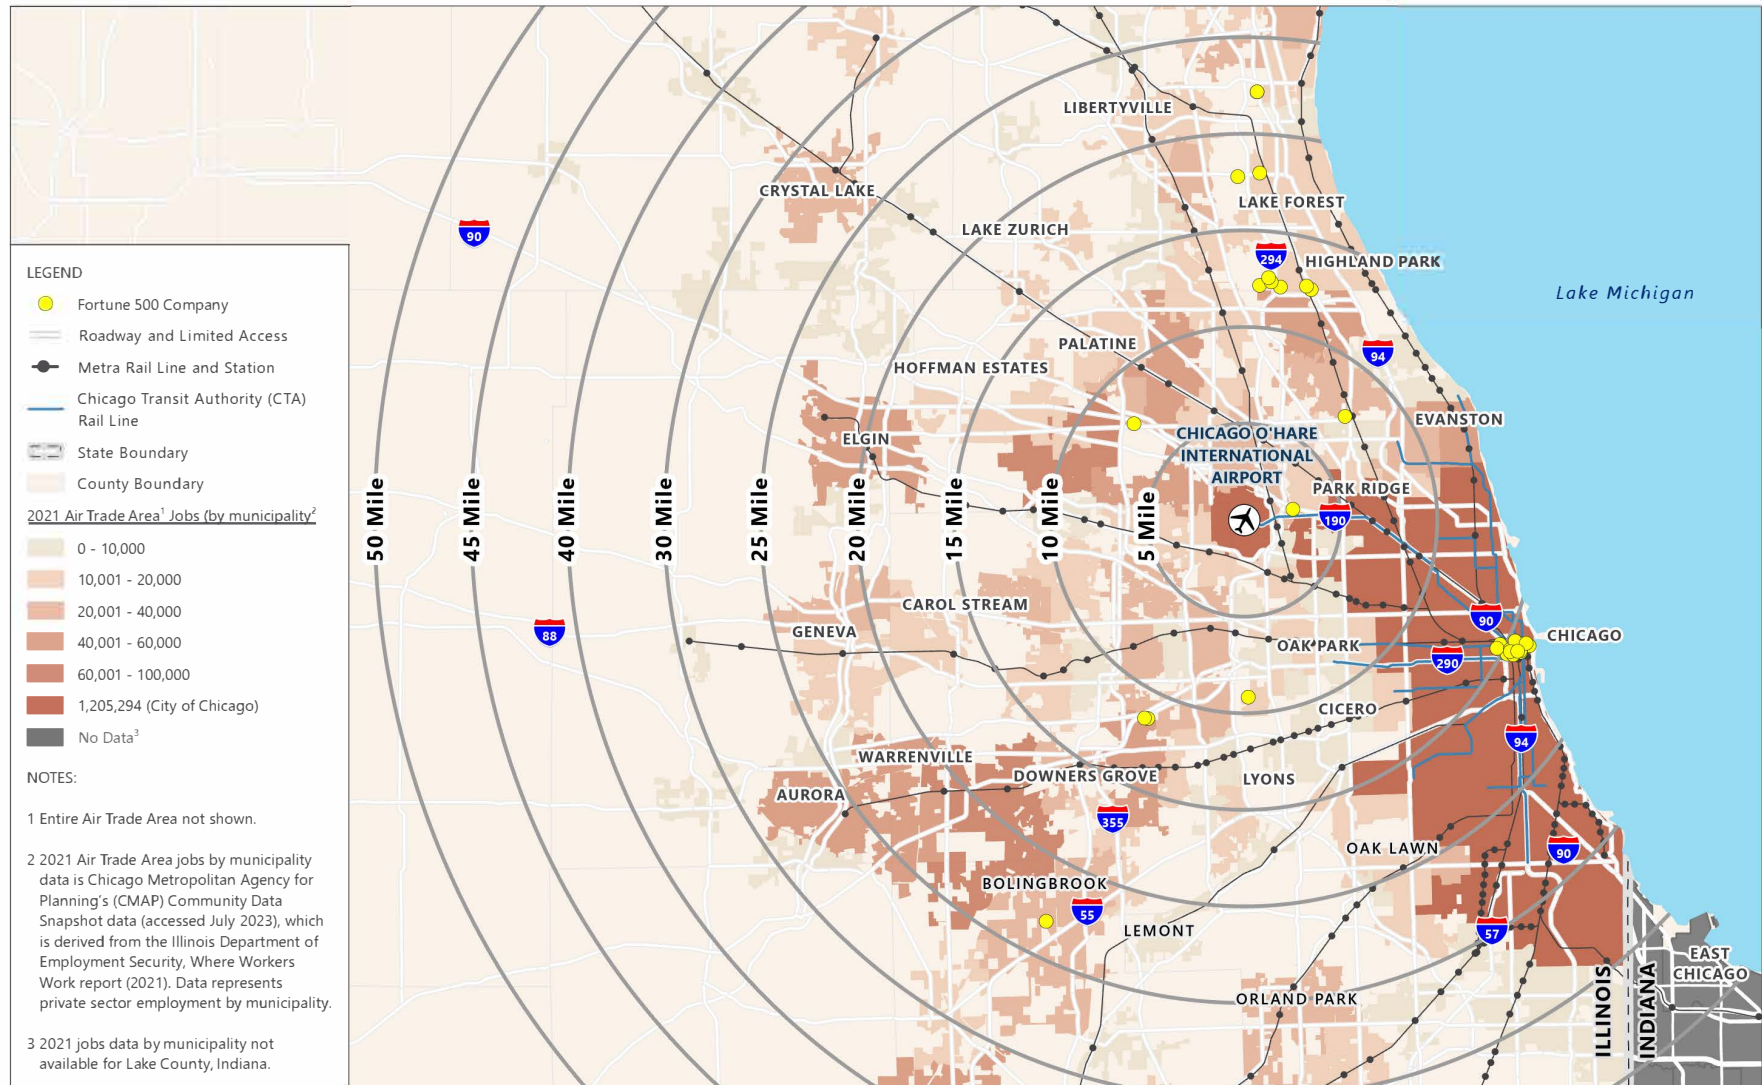 LIBERTYVILLE
CRYSTAL LAKE
LAKE FOREST
LAKE ZURICH
90
294
HIGHLAND PARK
Lake Michigan
LEGEND
Fortune 500 Company
Roadway and Limited Access
Metra Rail Line and Station
Chicago Transit Authority (CTA)
Rail Line
State Boundary
County Boundary
2021 Air Trade Area1 Jobs (by municipality2
0 - 10,000
10,001 - 20,000
20,001 - 40,000
40,001 - 60,000
60,001 - 100,000
1,205,294 (City of Chicago)
No Data3
NOTES:
1 Entire Air Trade Area not shown.
2 2021 Air Trade Area jobs by municipality
data is Chicago Metropolitan Agency for
Planning's (CMAP) Community Data
Snapshot data (accessed July 2023), which
is derived from the Illinois Department of
Employment Security, Where Workers
Work report (2021). Data represents
private sector employment by municipality.
3 2021 jobs data by municipality not
available for Lake County, Indiana.
PALATINE
94
HOFFMAN ESTATES
EVANSTON
ELGIN
CHICAGO O'HARE
INTERNATIONAL
AIRPORT
PARK RIDGE
190
50 Mile
45 Mile
40 Mile
30 Mile
25 Mile
20 Mile
15 Mile
10 Mile
5 Mile
CAROL STREAM
90
88
GENEVA
CHICAGO
OAK PARK
290
CICERO
94
WARRENVILLE
DOWNERS GROVE
LYONS
AURORA
355
OAK LAWN
90
BOLINGBROOK
55
LEMONT
57
EAST
CHICAGO
ORLAND PARK
ILLINOIS
INDIANA